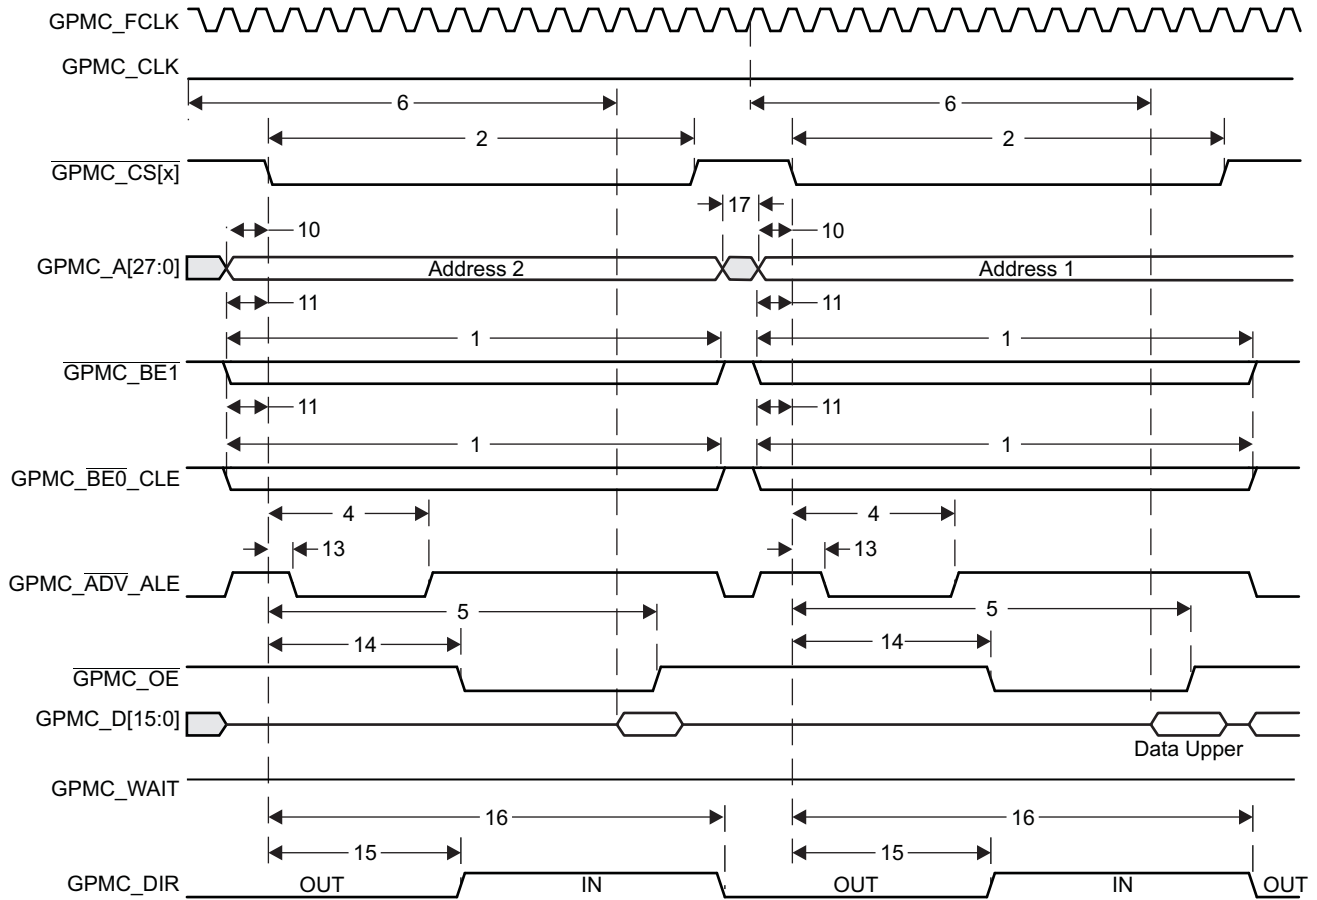 GPMC_FCLK
GPMC_CLK
6 6
2 2
GPMC_CS[x]
17
10 10
GPMC_A[27:0] Address 2 Address 1
11 11
1 1
GPMC_BE1
11 11
1 1
GPMC_BE0_CLE
4 4
13 13
GPMC_ADV_ALE
5 5
14 14
GPMC_OE
GPMC_D[15:0]
Data Upper
GPMC_WAIT
16 16
15 15
GPMC_DIR OUT IN OUT IN OUT